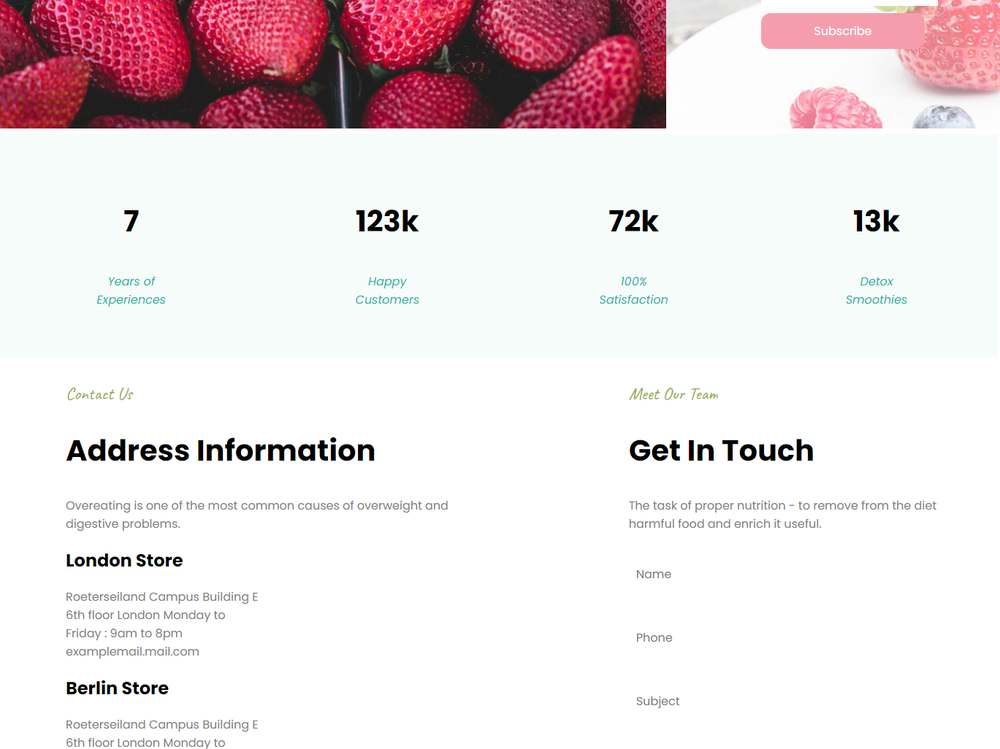 Subscribe
7
123k
72k
13k
Years of
Experiences
Happy
Customers
100%
Satisfaction
Detox
Smoothies
Contact Us
Address Information
Overeating is one of the most common causes of overweight and
digestive problems.
London Store
Roeterseiland Campus Building E
6th floor London Monday to
Friday : 9am to 8pm
examplemail.mail.com
Berlin Store
Roeterseiland Campus Building E
6th floor London Monday to
Meet Our Team
Get In Touch
The task of proper nutrition - to remove from the diet
harmful food and enrich it useful.
Name
Phone
Subject